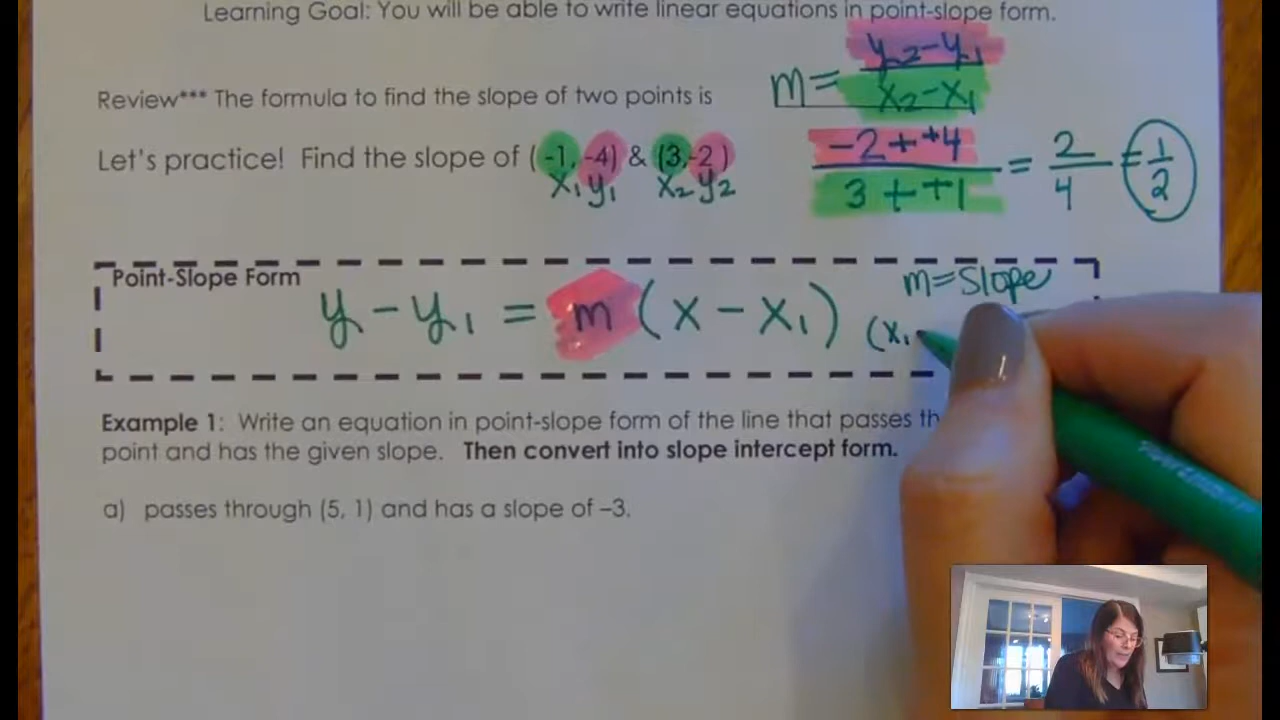 Learning Goal: You will be able to write linear equations in point-slope form.
Review*** The formula to find the slope of two points is m = y₂ - y₁ / x₂ - x₁
Let's practice! Find the slope of (-1, -4) & (3, -2) -2 + +4 / 3 + +1 = 2/4 = 1/2
x₁ y₁ x₂ y₂
Point-Slope Form
m = Slope
y - y₁ = m (x - x₁)
(x₁
Example 1: Write an equation in point-slope form of the line that passes th
point and has the given slope. Then convert into slope intercept form.
a) passes through (5, 1) and has a slope of –3.